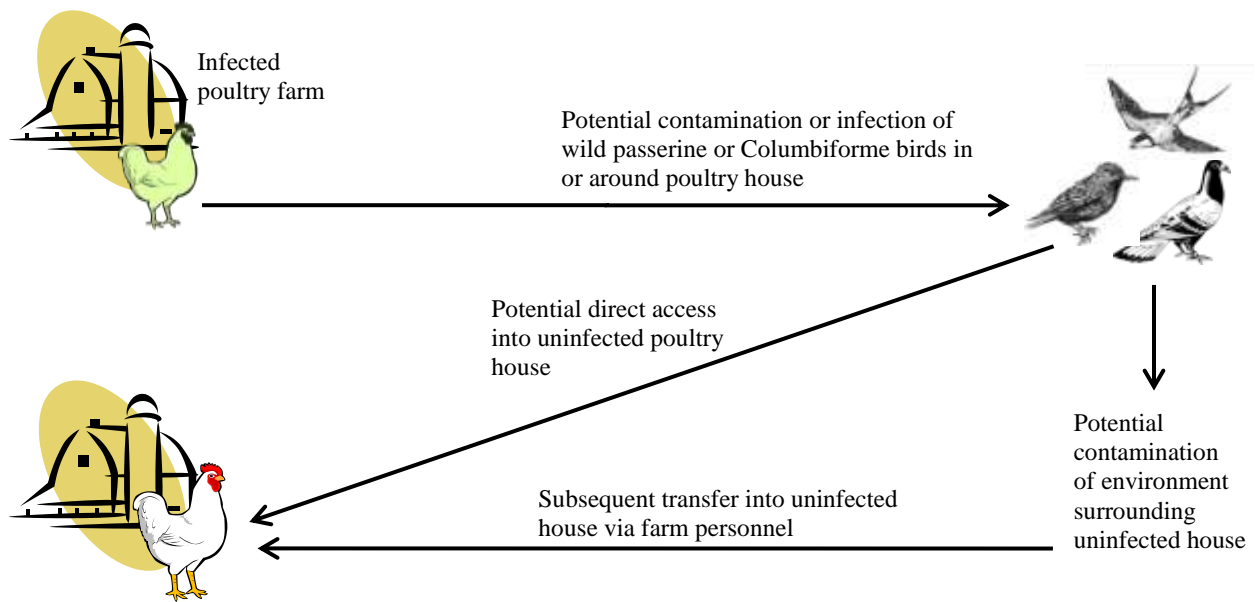 Infected
poultry farm
Potential contamination or infection of
wild passerine or Columbiforme birds in
or around poultry house
Potential direct access
into uninfected poultry
house
Potential
contamination
of environment
surrounding
uninfected house
Subsequent transfer into uninfected
house via farm personnel